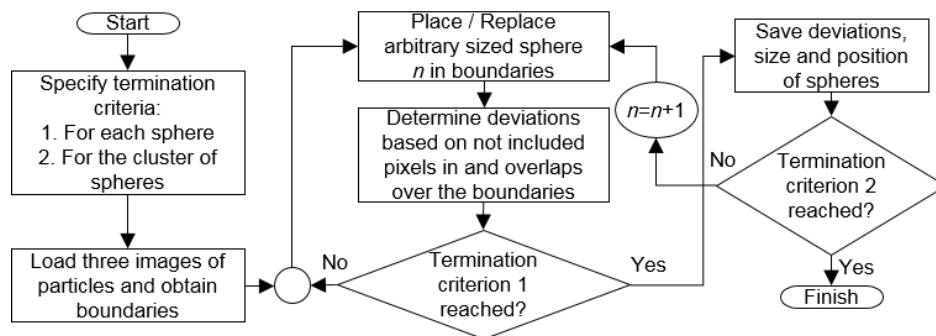 Start
Specify termination
criteria:
1. For each sphere
2. For the cluster of
spheres
Load three images of
particles and obtain
boundaries
Place / Replace
arbitrary sized sphere
n in boundaries
Determine deviations
based on not included
pixels in and overlaps
over the boundaries
No
Termination
criterion 1
reached?
Yes
n=n+1
Save deviations,
size and position
of spheres
No
Termination
criterion 2
reached?
Yes
Finish